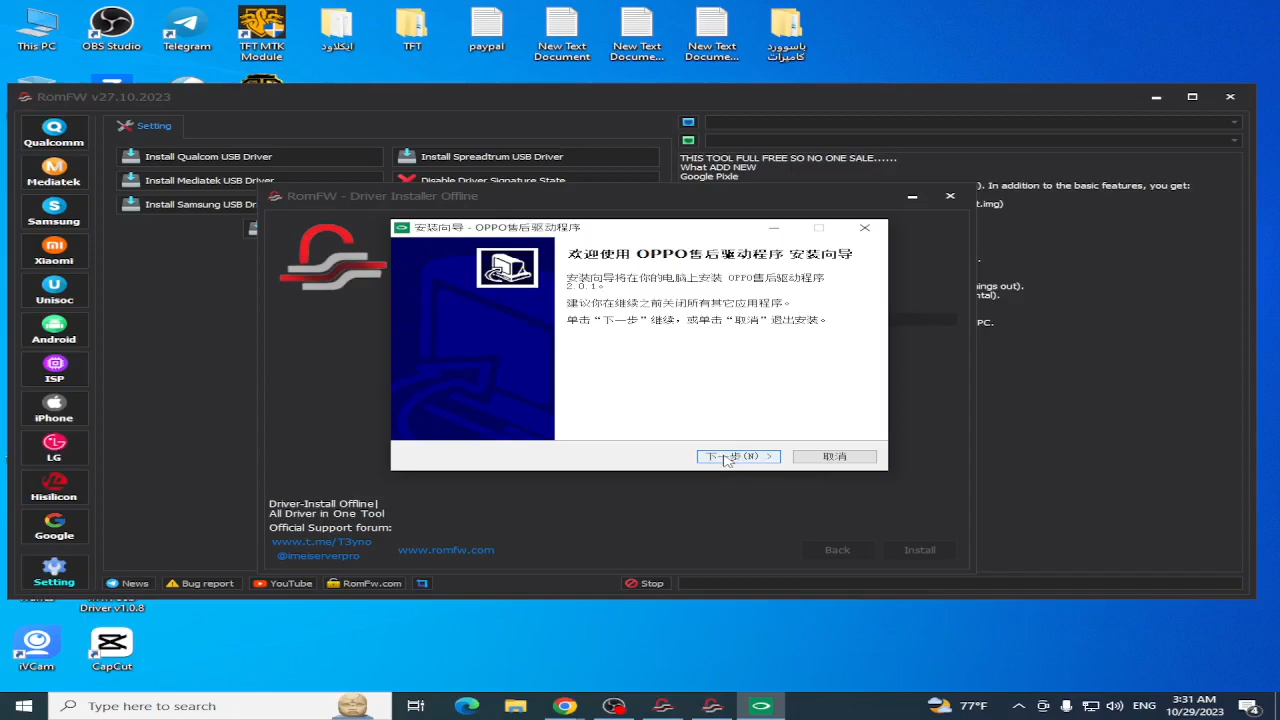 This PC
OBS Studio
Telegram
TFT MTK
Module
ايكلاود
TFT
paypal
New Text
Document
New Text
Docume...
New Text
Docume...
باسوورد
كاميرات
RomFW v27.10.2023
Qualcomm
Mediatek
Samsung
Xiaomi
Unisoc
Android
ISP
iPhone
LG
Hisilicon
Google
Setting
Setting
Install Qualcom USB Driver
Install Spreadtrum USB Driver
Install Mediatek USB Driver
Disable Driver Signature State
Install Samsung USB Dr
THIS TOOL FULL FREE SO NO ONE SALE......
What ADD NEW
Google Pixle
). In addition to the basic features, you get:
t.img)
ings out).
ntal).
PC.
RomFW - Driver Installer Offline
安装向导 - OPPO售后驱动程序
欢迎使用 OPPO售后驱动程序 安装向导
安装向导将在你的电脑上安装 OPPO售后驱动程序
2.0.1。
建议你在继续之前关闭所有其它应用程序。
单击“下一步”继续，或单击“取消”退出安装。
下一步(N) >
取消
Driver-Install Offline|
All Driver in One Tool
Official Support forum:
www.t.me/T3yno
@imeiserverpro
www.romfw.com
Back
Install
News
Bug report
YouTube
RomFw.com
Stop
Driver v1.0.8
iVCam
CapCut
Type here to search
77°F
ENG
3:31 AM
10/29/2023
4